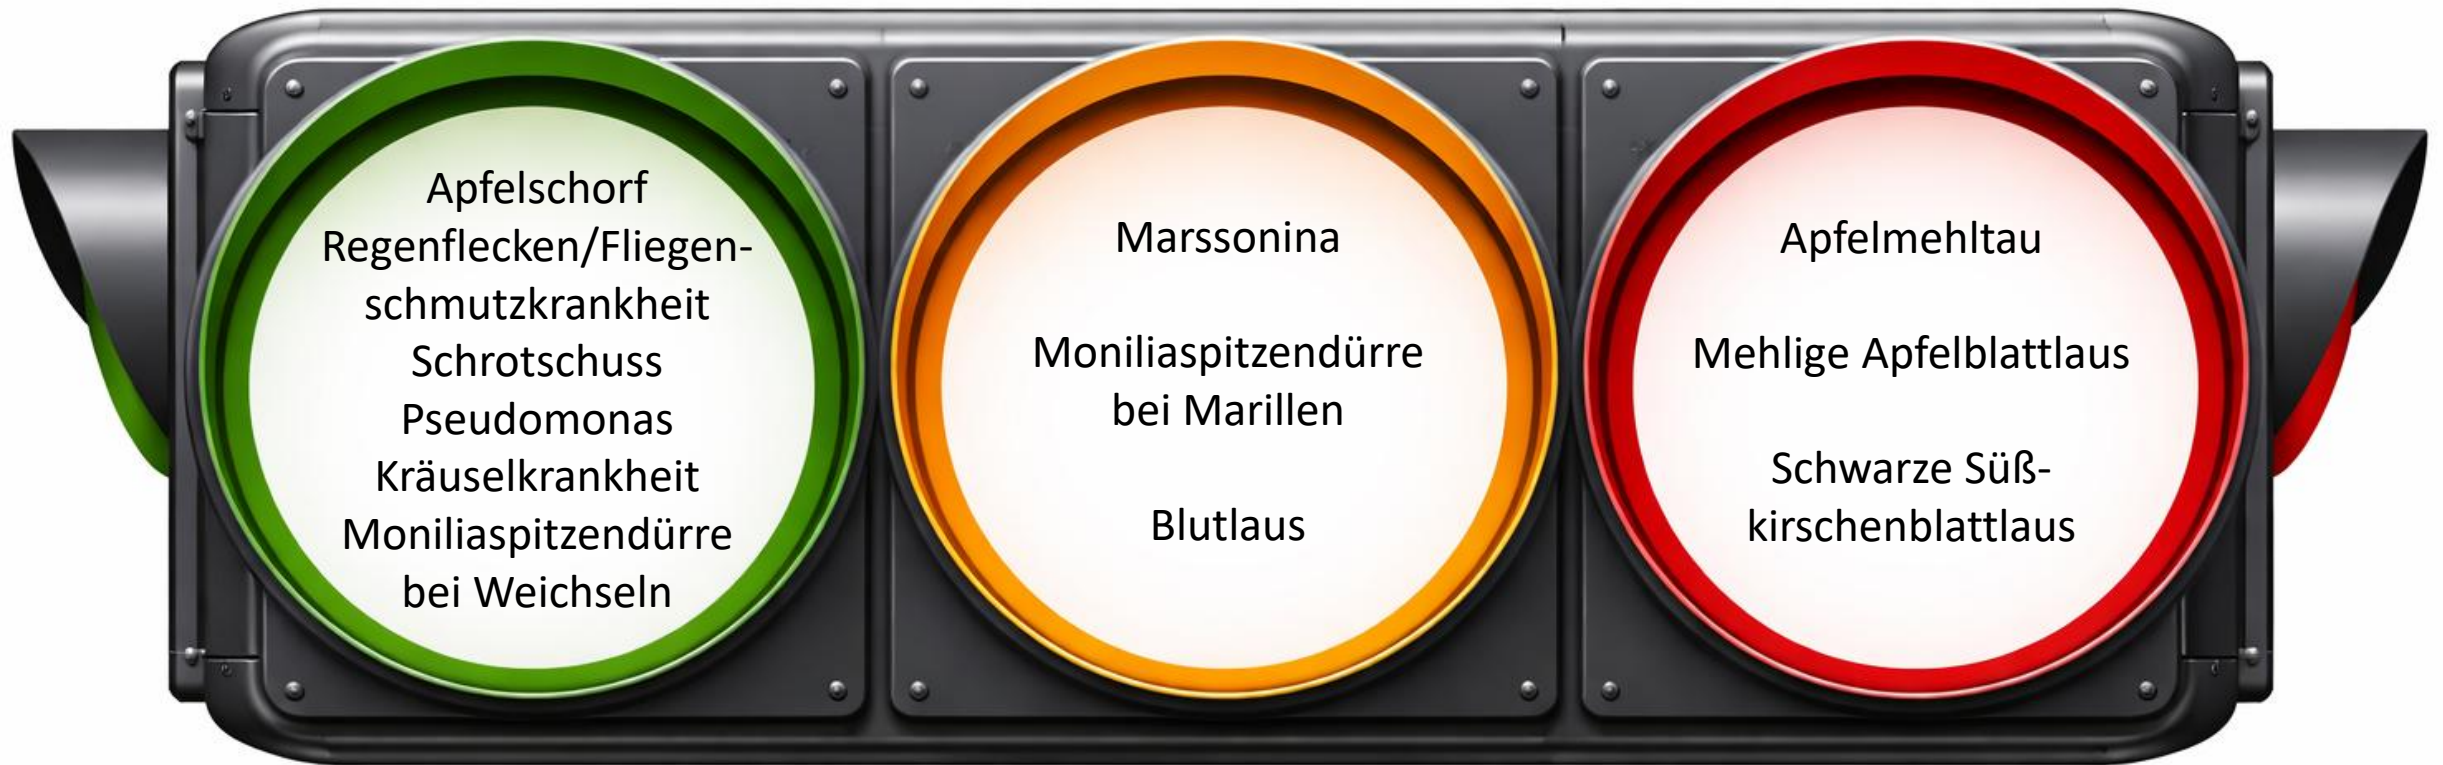 Apfelschorf
Regenflecken/Fliegen-
schmutzkrankheit
Schrotschuss
Pseudomonas
Kräuselkrankheit
Moniliaspitzendürre
bei Weichseln
Marssonina
Moniliaspitzendürre
bei Marillen
Blutlaus
Apfelmehltau
Mehlige Apfelblattlaus
Schwarze Süß-
kirschenblattlaus